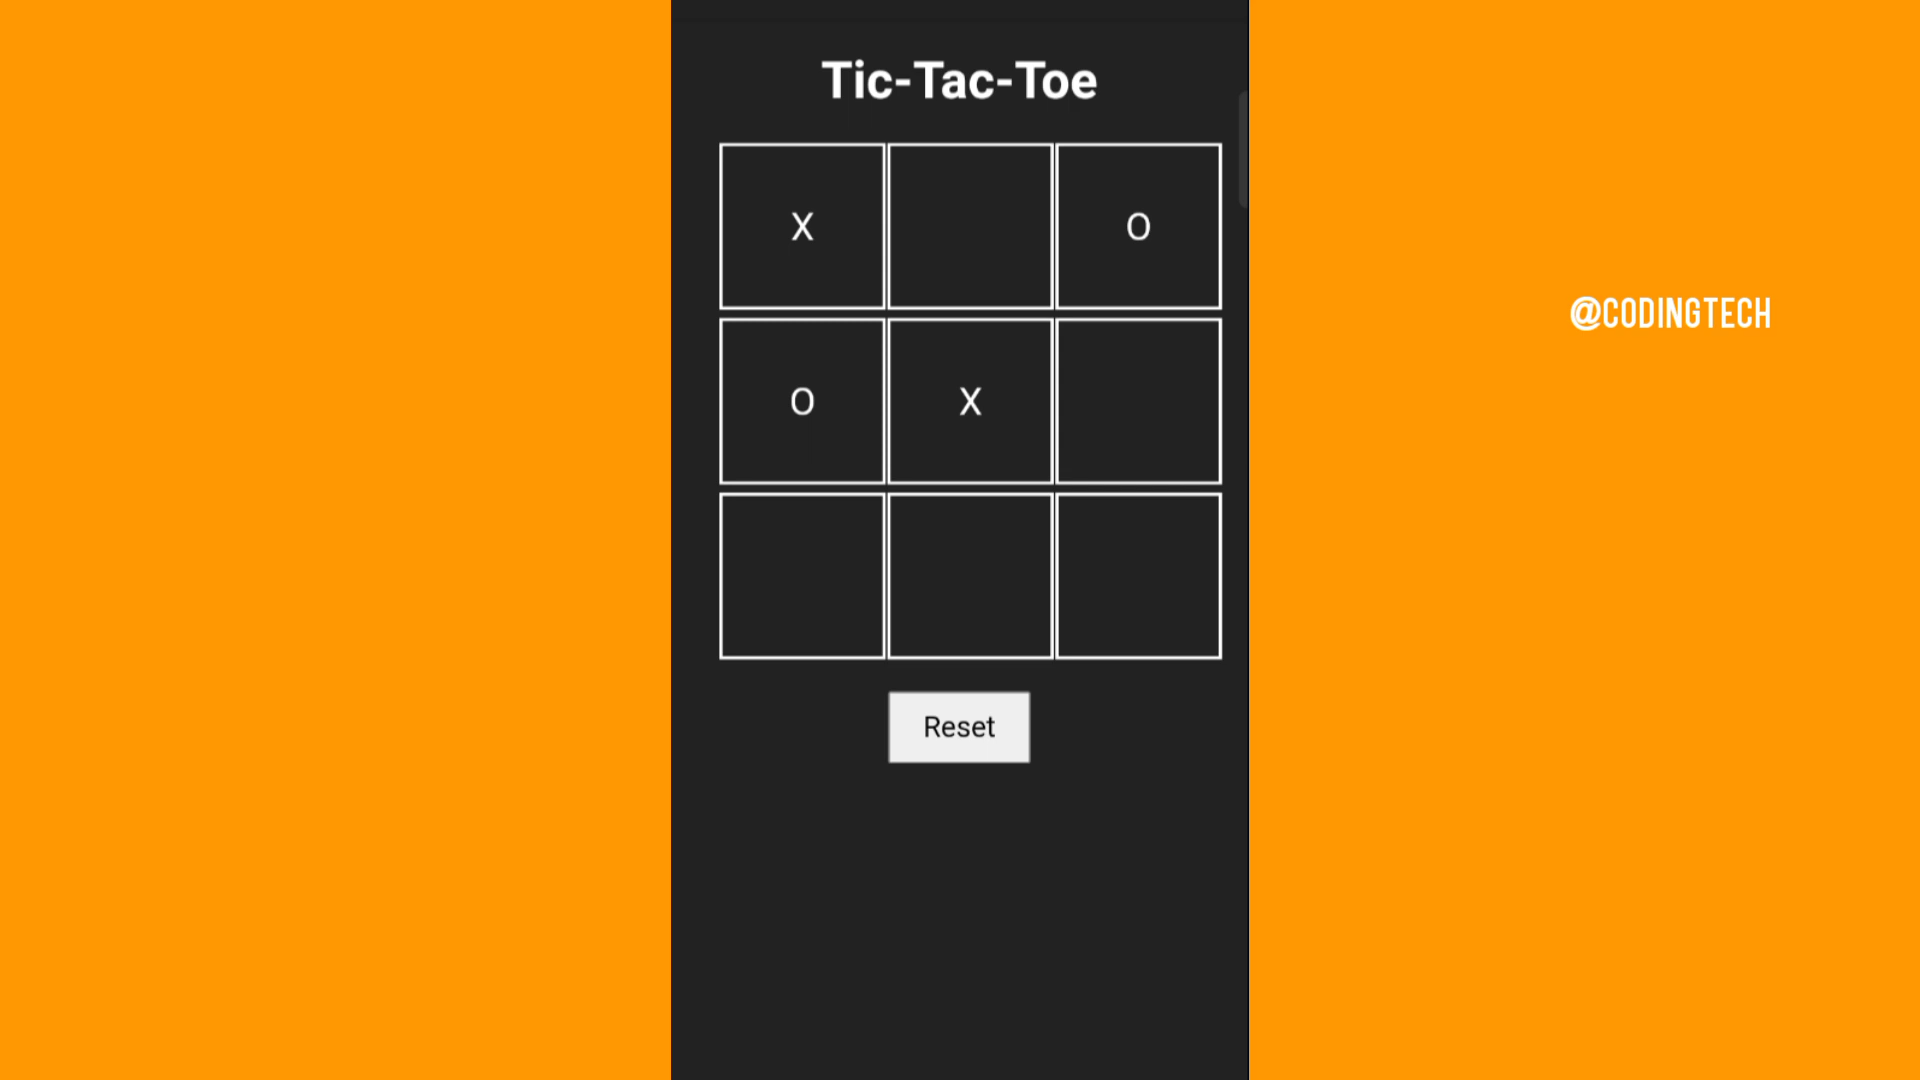 Tic-Tac-Toe
X O
O X
Reset
@CODINGTECH